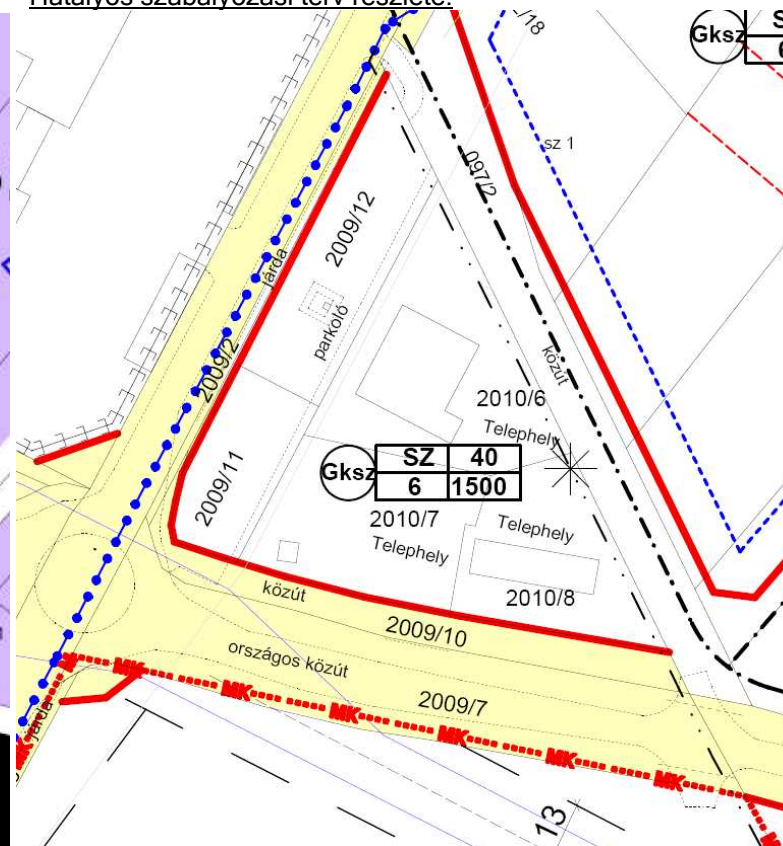 Hatályos szabályozási terv részlete:
Gksz
sz 1
097/2
2009/12
járda
parkoló
2009/2
közút
2010/6
Telephely
Gksz
SZ 40
6 1500
2009/11
2010/7
Telephely
Telephely
2010/8
közút
2009/10
országos közút
2009/7
MK
MK
MK
MK
MK
MK
járda
13